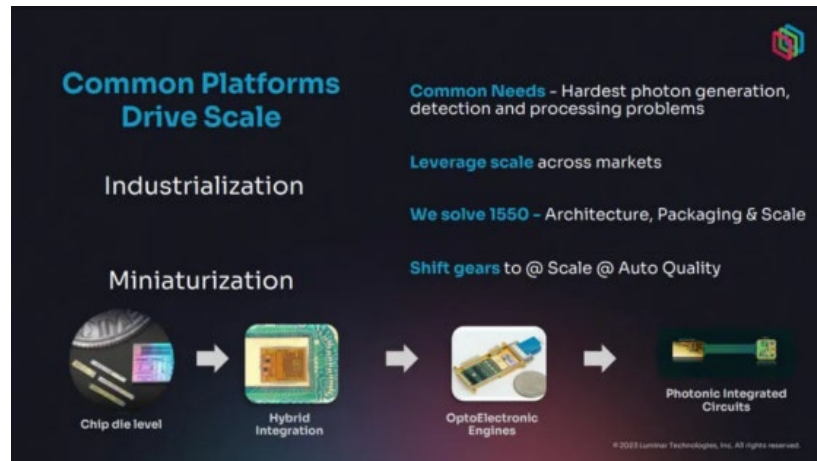 Common Platforms
Drive Scale
Industrialization
Miniaturization
Common Needs - Hardest photon generation,
detection and processing problems
Leverage scale across markets
We solve 1550 – Architecture, Packaging & Scale
Shift gears to @ Scale @ Auto Quality
Chip die level
Hybrid
Integration
OptoElectronic
Engines
Photonic Integrated
Circuits
© 2023 Luminar Technologies, Inc. All rights reserved.